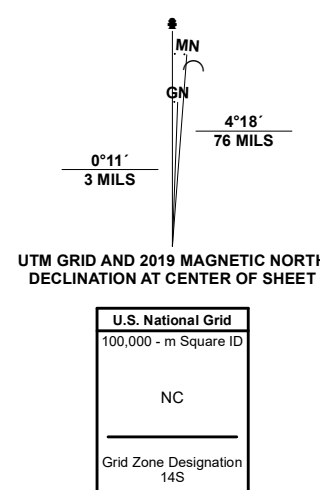 MN
GN
4°18´
76 MILS
0°11´
3 MILS
UTM GRID AND 2019 MAGNETIC NORTH
DECLINATION AT CENTER OF SHEET
U.S. National Grid
100,000 - m Square ID
NC
Grid Zone Designation
14S